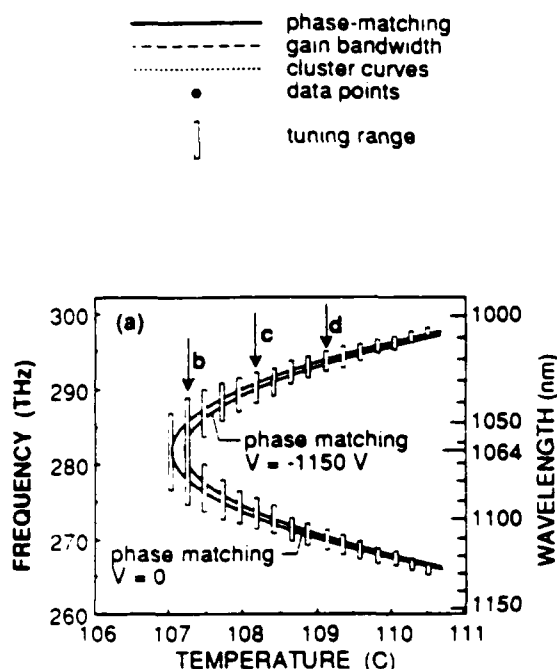 phase-matching
gain bandwidth
cluster curves
data points
tuning range
(a)
b
c
d
300
290
280
270
260
FREQUENCY (THz)
1000
1050
1064
1100
1150
WAVELENGTH (nm)
phase matching
V = -1150 V
phase matching
V = 0
106 107 108 109 110 111
TEMPERATURE (C)